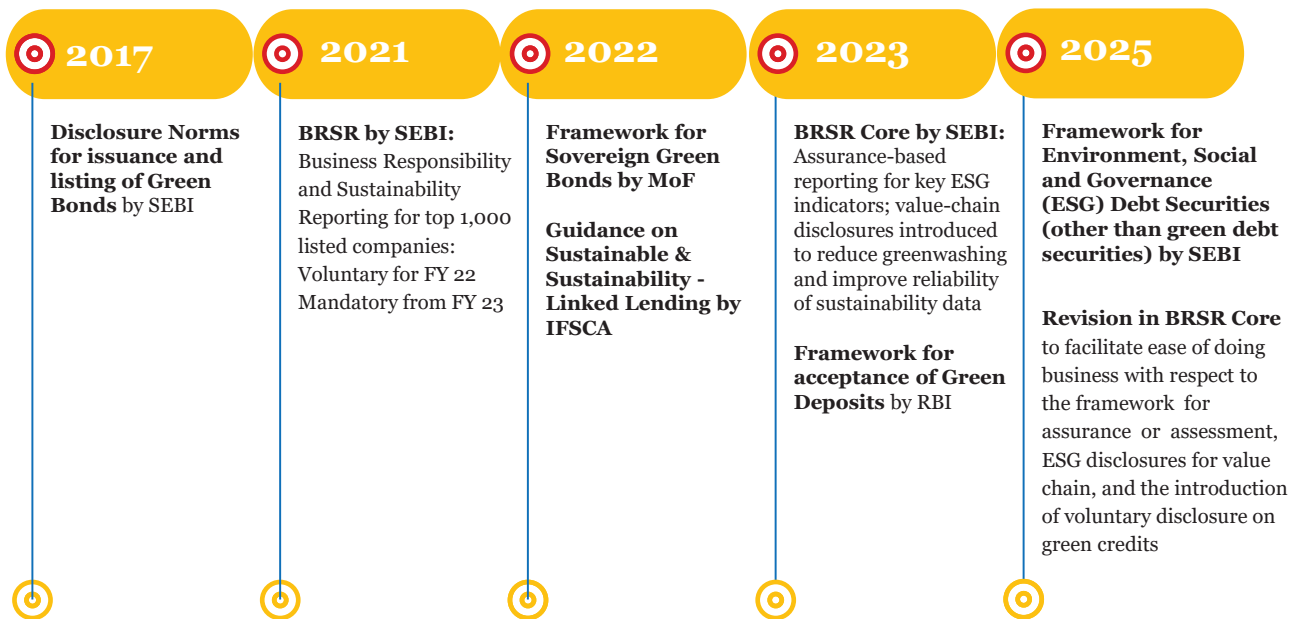 2017
Disclosure Norms
for issuance and
listing of Green
Bonds by SEBI
2021
BRSR by SEBI:
Business Responsibility
and Sustainability
Reporting for top 1,000
listed companies:
Voluntary for FY 22
Mandatory from FY 23
2022
Framework for
Sovereign Green
Bonds by MoF
Guidance on
Sustainable &
Sustainability -
Linked Lending by
IFSCA
2023
BRSR Core by SEBI:
Assurance-based
reporting for key ESG
indicators; value-chain
disclosures introduced
to reduce greenwashing
and improve reliability
of sustainability data
Framework for
acceptance of Green
Deposits by RBI
2025
Framework for
Environment, Social
and Governance
(ESG) Debt Securities
(other than green debt
securities) by SEBI
Revision in BRSR Core
to facilitate ease of doing
business with respect to
the framework for
assurance or assessment,
ESG disclosures for value
chain, and the introduction
of voluntary disclosure on
green credits